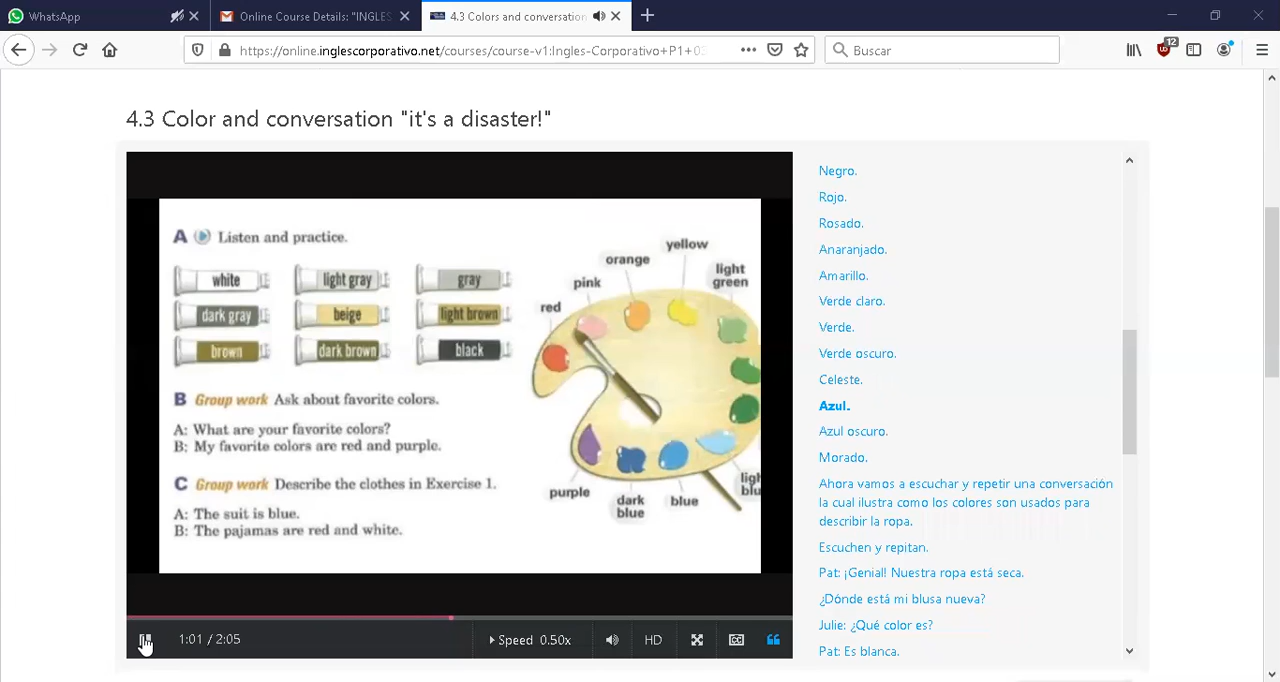 WhatsApp
Online Course Details: "INGLES
4.3 Colors and conversation
https://online.inglescorporativo.net/courses/course-v1:Ingles-Corporativo+P1+03
Buscar
12
4.3 Color and conversation "it's a disaster!"
A Listen and practice.
white light gray gray
dark gray beige light brown
brown dark brown black
red
pink
orange
yellow
light
green
purple
dark
blue
blue
B Group work Ask about favorite colors.
A: What are your favorite colors?
B: My favorite colors are red and purple.
C Group work Describe the clothes in Exercise 1.
A: The suit is blue.
B: The pajamas are red and white.
1:01 / 2:05
Speed 0.50x
HD
Negro.
Rojo.
Rosado.
Anaranjado.
Amarillo.
Verde claro.
Verde.
Verde oscuro.
Celeste.
Azul.
Azul oscuro.
Morado.
Ahora vamos a escuchar y repetir una conversación
la cual ilustra como los colores son usados para
describir la ropa.
Escuchen y repitan.
Pat: ¡Genial! Nuestra ropa está seca.
¿Dónde está mi blusa nueva?
Julie: ¿Qué color es?
Pat: Es blanca.